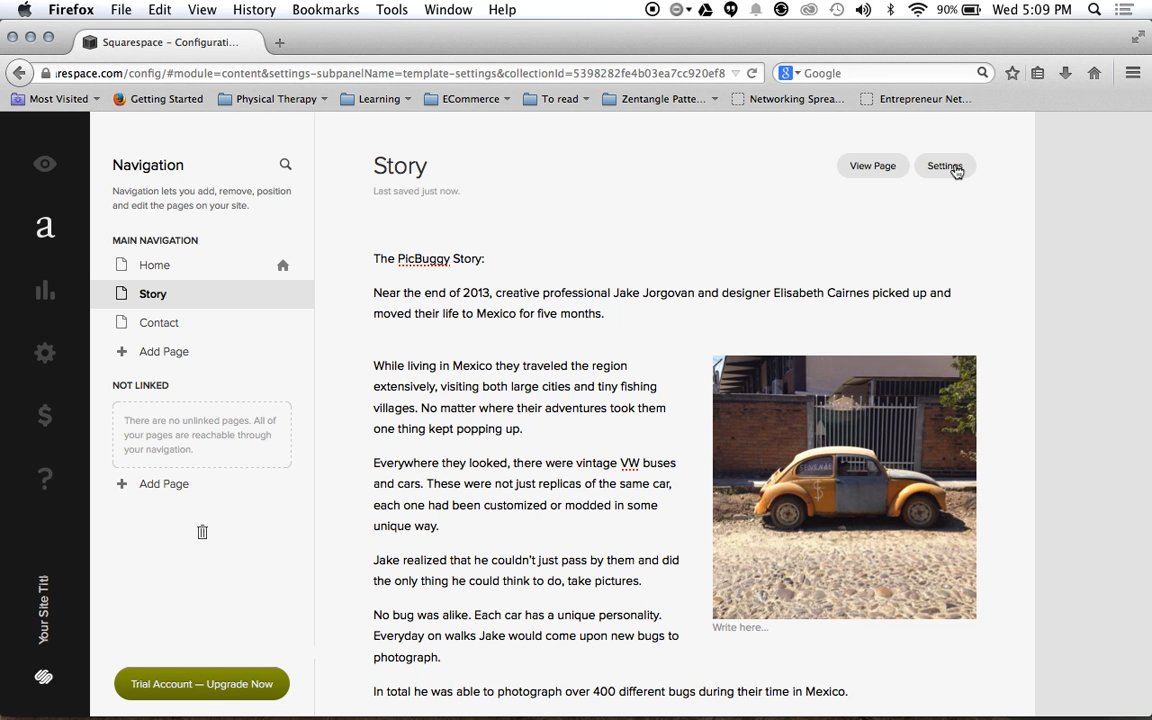 Firefox File Edit View History Bookmarks Tools Window Help 90% Wed 5:09 PM
Squarespace – Configurati...
respace.com/config/#module=content&settings-subpanelName=template-settings&collectionId=5398282fe4b03ea7cc920ef8 Google
Most Visited Getting Started Physical Therapy Learning ECommerce To read Zentangle Patte... Networking Sprea... Entrepreneur Net...
Navigation
Navigation lets you add, remove, position
and edit the pages on your site.
MAIN NAVIGATION
Home
Story
Contact
Add Page
NOT LINKED
There are no unlinked pages. All of
your pages are reachable through
your navigation.
Add Page
Trial Account — Upgrade Now
a
$
?
Your Site Titl
Story
Last saved just now.
View Page Settings
The PicBuggy Story:
Near the end of 2013, creative professional Jake Jorgovan and designer Elisabeth Cairnes picked up and
moved their life to Mexico for five months.
While living in Mexico they traveled the region
extensively, visiting both large cities and tiny fishing
villages. No matter where their adventures took them
one thing kept popping up.
Everywhere they looked, there were vintage VW buses
and cars. These were not just replicas of the same car,
each one had been customized or modded in some
unique way.
Jake realized that he couldn't just pass by them and did
the only thing he could think to do, take pictures.
No bug was alike. Each car has a unique personality.
Everyday on walks Jake would come upon new bugs to
photograph.
$
Write here...
In total he was able to photograph over 400 different bugs during their time in Mexico.